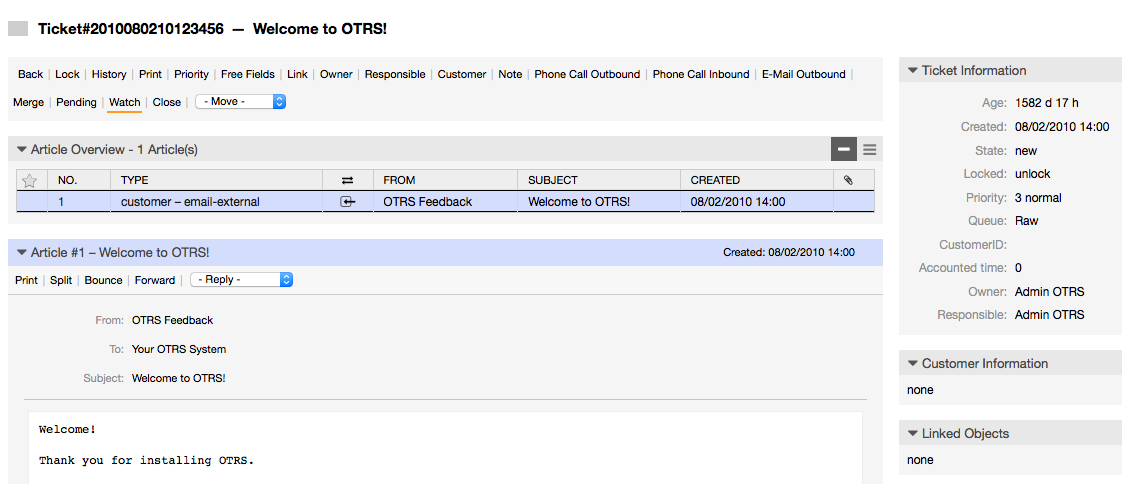 Ticket#2010080210123456 — Welcome to OTRS!
Back | Lock | History | Print | Priority | Free Fields | Link | Owner | Responsible | Customer | Note | Phone Call Outbound | Phone Call Inbound | E-Mail Outbound |
Merge | Pending | Watch | Close | - Move -
Article Overview - 1 Article(s)
NO. TYPE FROM SUBJECT CREATED
1 customer – email-external OTRS Feedback Welcome to OTRS! 08/02/2010 14:00
Article #1 – Welcome to OTRS! Created: 08/02/2010 14:00
Print | Split | Bounce | Forward | - Reply -
From: OTRS Feedback
To: Your OTRS System
Subject: Welcome to OTRS!
Welcome!
Thank you for installing OTRS.
Ticket Information
Age: 1582 d 17 h
Created: 08/02/2010 14:00
State: new
Locked: unlock
Priority: 3 normal
Queue: Raw
CustomerID:
Accounted time: 0
Owner: Admin OTRS
Responsible: Admin OTRS
Customer Information
none
Linked Objects
none